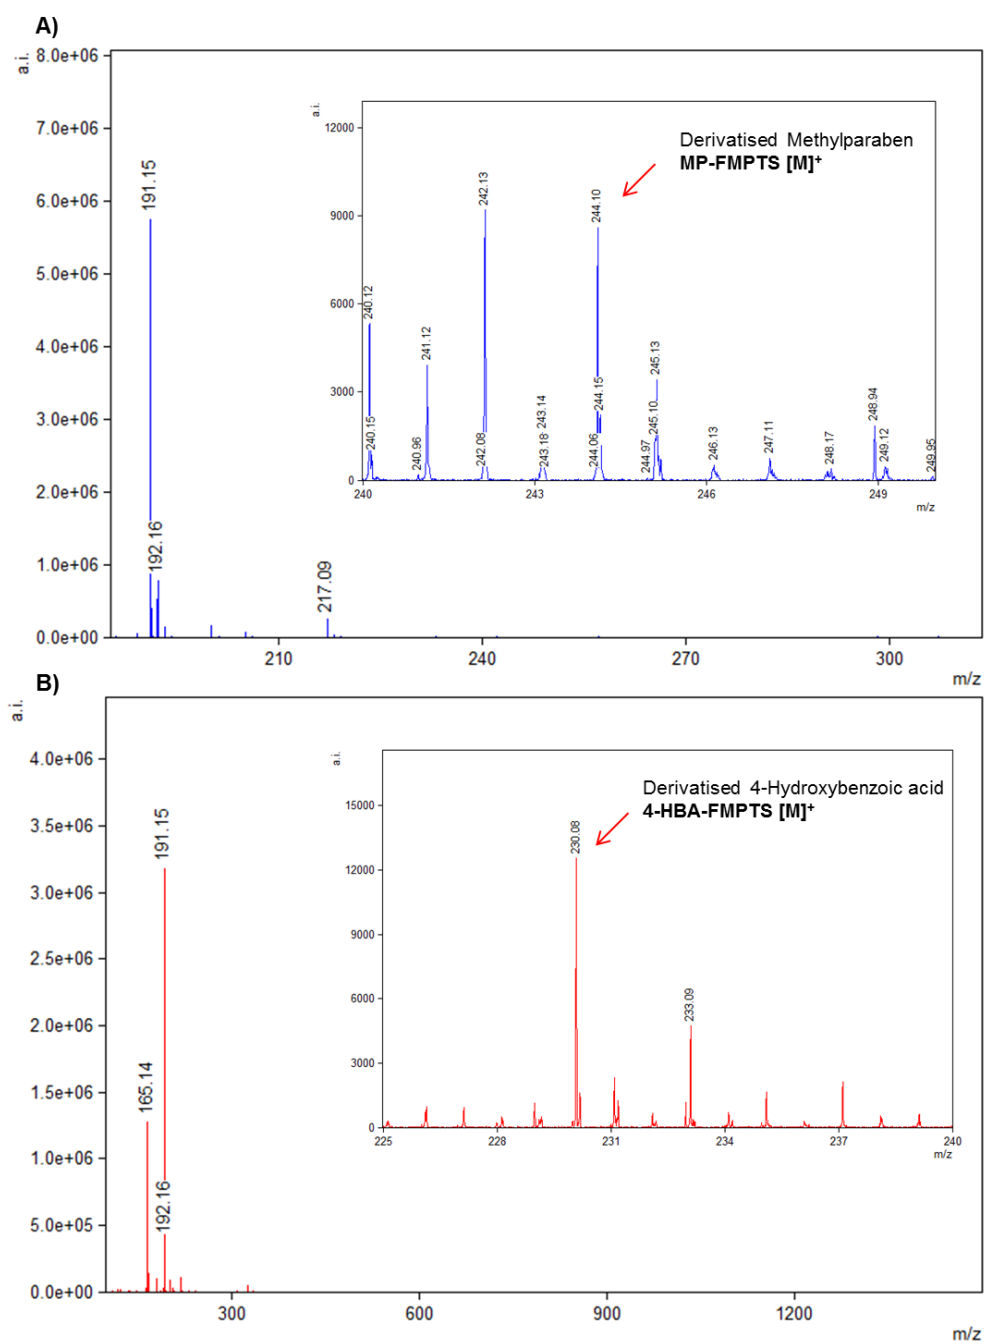 A)
a.i.
8.0e+06
7.0e+06
6.0e+06
5.0e+06
4.0e+06
3.0e+06
2.0e+06
1.0e+06
0.0e+00
191.15
192.16
217.09
210
240
270
300
m/z
a.i.
12000
9000
6000
3000
0
Derivatised Methylparaben
MP-FMPTS [M]+
240.12
240.15
240.96
241.12
242.13
242.08
243.14
243.18
244.10
244.15
244.06
244.97
245.10
245.13
246.13
247.11
248.17
248.94
249.12
249.95
240
243
246
249
m/z
B)
a.i.
4.0e+06
3.5e+06
3.0e+06
2.5e+06
2.0e+06
1.5e+06
1.0e+06
5.0e+05
0.0e+00
165.14
191.15
192.16
300
600
900
1200
m/z
a.i.
15000
12000
9000
6000
3000
0
Derivatised 4-Hydroxybenzoic acid
4-HBA-FMPTS [M]+
230.08
233.09
225
228
231
234
237
240
m/z